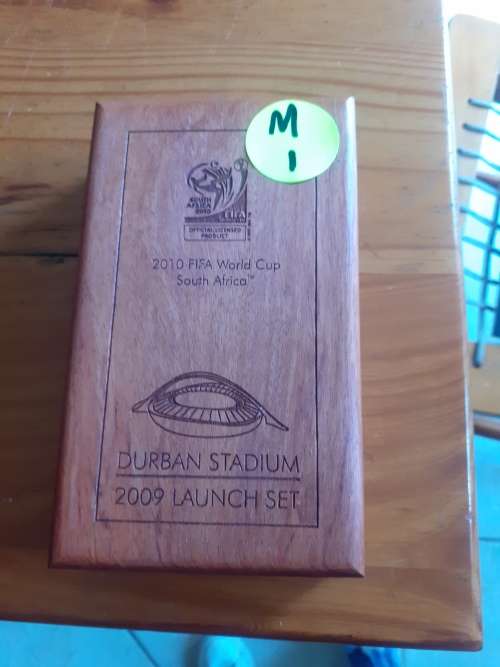 M
1
SOUTH
AFRICA
2010
FIFA
OFFICIAL LICENSED
PRODUCT
2010 FIFA World Cup
South Africa™
DURBAN STADIUM
2009 LAUNCH SET